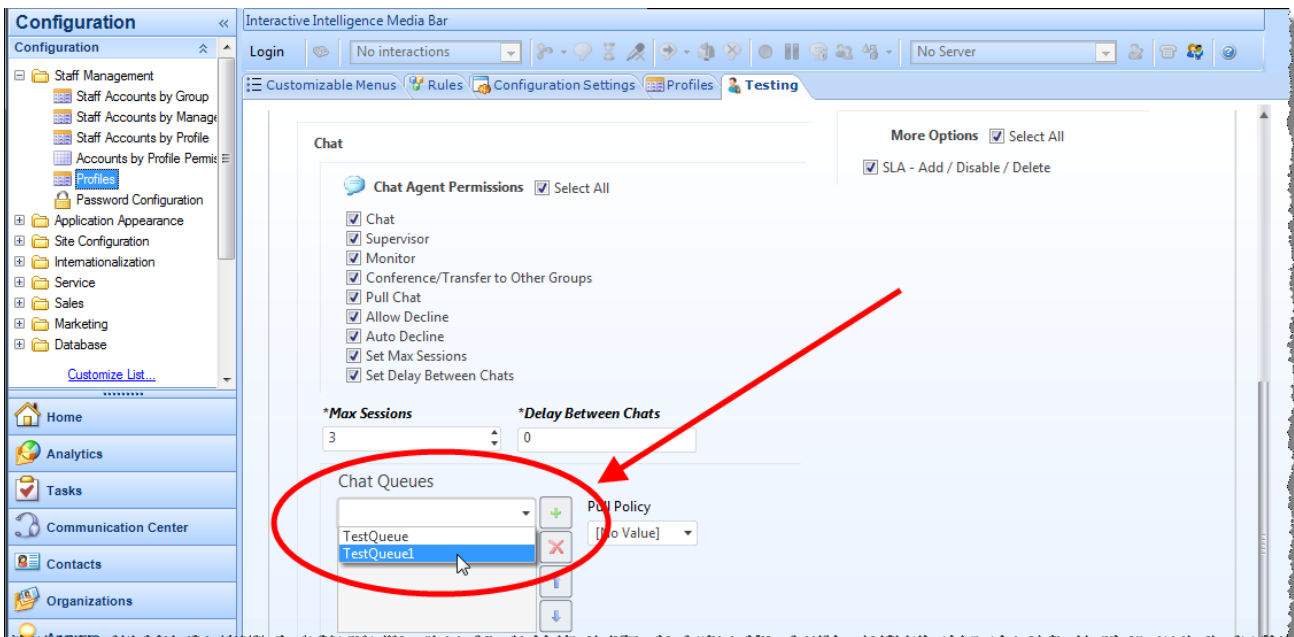 Configuration «
Configuration
Staff Management
Staff Accounts by Group
Staff Accounts by Manage
Staff Accounts by Profile
Accounts by Profile Permis
Profiles
Password Configuration
Application Appearance
Site Configuration
Internationalization
Service
Sales
Marketing
Database
Customize List...
Home
Analytics
Tasks
Communication Center
Contacts
Organizations
Interactive Intelligence Media Bar
Login No interactions No Server
Customizable Menus Rules Configuration Settings Profiles Testing
Chat
Chat Agent Permissions Select All
Chat
Supervisor
Monitor
Conference/Transfer to Other Groups
Pull Chat
Allow Decline
Auto Decline
Set Max Sessions
Set Delay Between Chats
*Max Sessions *Delay Between Chats
3 0
Chat Queues
Pull Policy
[No Value]
TestQueue
TestQueue1
More Options Select All
SLA - Add / Disable / Delete